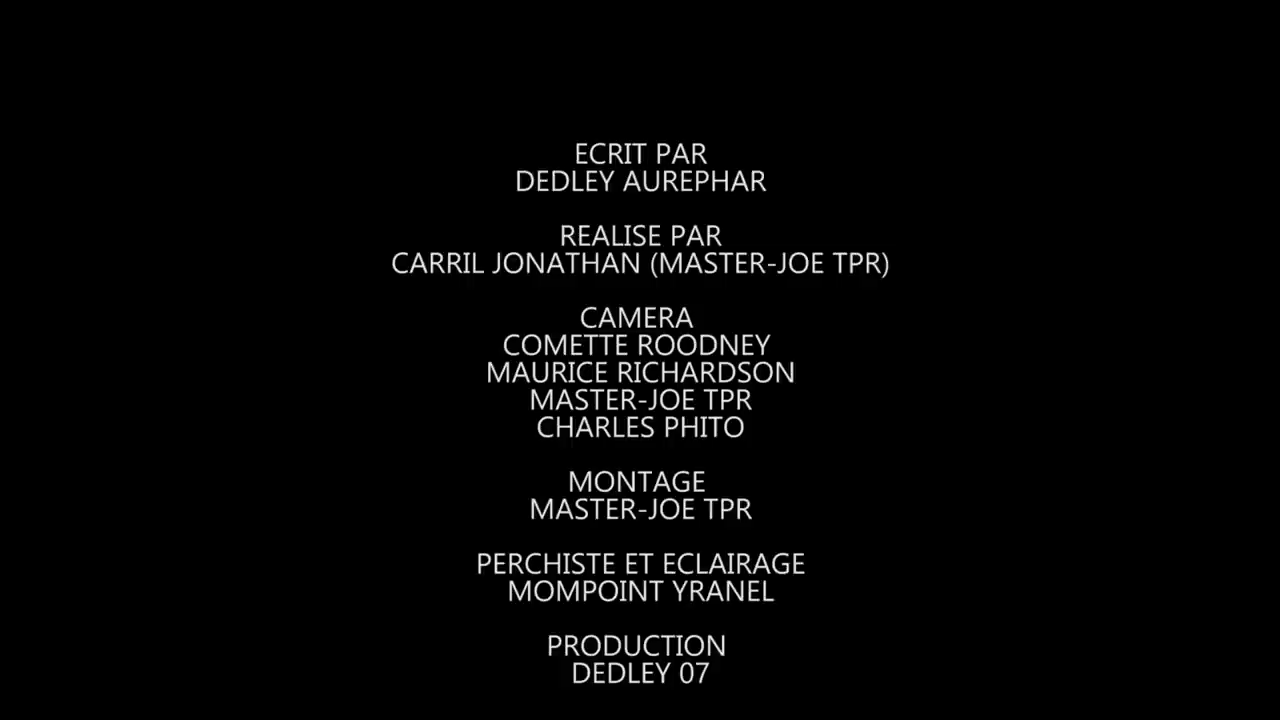 ECRIT PAR
DEDLEY AUREPHAR
REALISE PAR
CARRIL JONATHAN (MASTER-JOE TPR)
CAMERA
COMETTE ROODNEY
MAURICE RICHARDSON
MASTER-JOE TPR
CHARLES PHITO
MONTAGE
MASTER-JOE TPR
PERCHISTE ET ECLAIRAGE
MOMPOINT YRANEL
PRODUCTION
DEDLEY 07